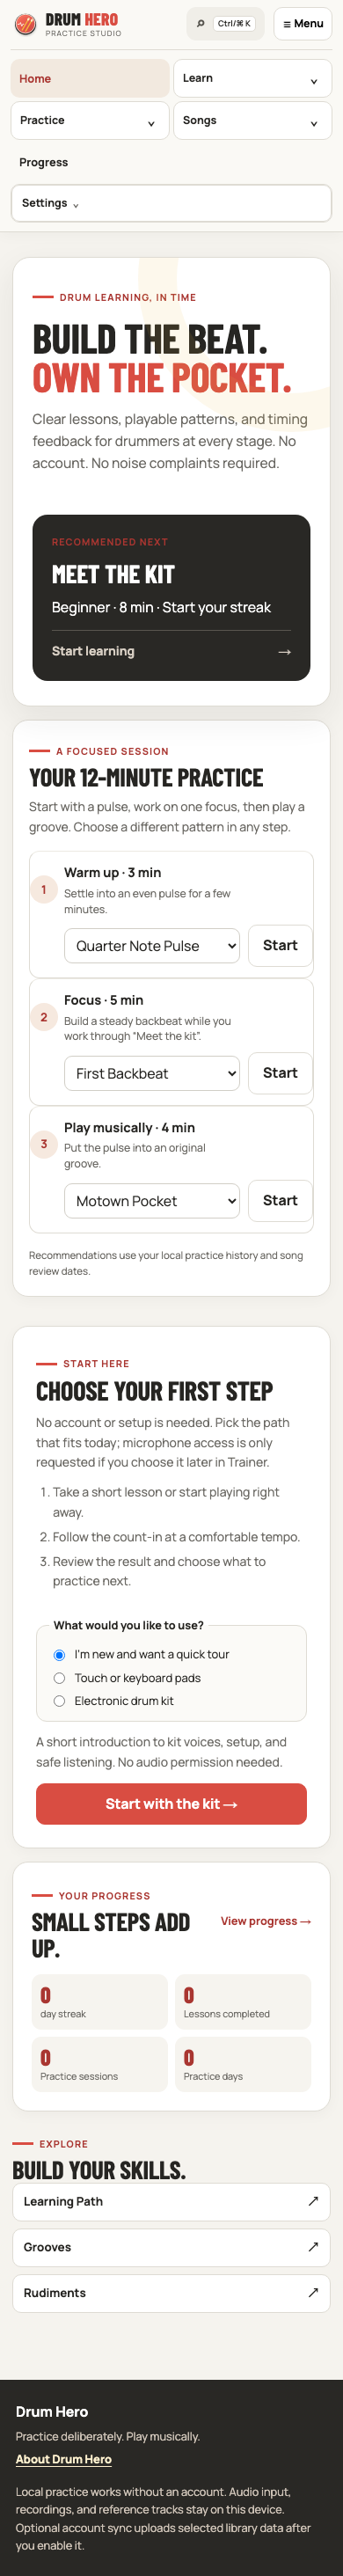 DRUM HERO
PRACTICE STUDIO
Ctrl/⌘ K
≡ Menu
Home
Learn
Practice
Songs
Progress
Settings
DRUM LEARNING, IN TIME
BUILD THE BEAT.
OWN THE POCKET.
Clear lessons, playable patterns, and timing
feedback for drummers at every stage. No
account. No noise complaints required.
RECOMMENDED NEXT
MEET THE KIT
Beginner · 8 min · Start your streak
Start learning →
A FOCUSED SESSION
YOUR 12-MINUTE PRACTICE
Start with a pulse, work on one focus, then play a
groove. Choose a different pattern in any step.
1
Warm up · 3 min
Settle into an even pulse for a few
minutes.
Quarter Note Pulse
Start
2
Focus · 5 min
Build a steady backbeat while you
work through “Meet the kit”.
First Backbeat
Start
3
Play musically · 4 min
Put the pulse into an original
groove.
Motown Pocket
Start
Recommendations use your local practice history and song
review dates.
START HERE
CHOOSE YOUR FIRST STEP
No account or setup is needed. Pick the path
that fits today; microphone access is only
requested if you choose it later in Trainer.
1. Take a short lesson or start playing right
away.
2. Follow the count-in at a comfortable tempo.
3. Review the result and choose what to
practice next.
What would you like to use?
I’m new and want a quick tour
Touch or keyboard pads
Electronic drum kit
A short introduction to kit voices, setup, and
safe listening. No audio permission needed.
Start with the kit →
YOUR PROGRESS
SMALL STEPS ADD
UP.
View progress →
0
day streak
0
Lessons completed
0
Practice sessions
0
Practice days
EXPLORE
BUILD YOUR SKILLS.
Learning Path ↗
Grooves ↗
Rudiments ↗
Drum Hero
Practice deliberately. Play musically.
About Drum Hero
Local practice works without an account. Audio input,
recordings, and reference tracks stay on this device.
Optional account sync uploads selected library data after
you enable it.